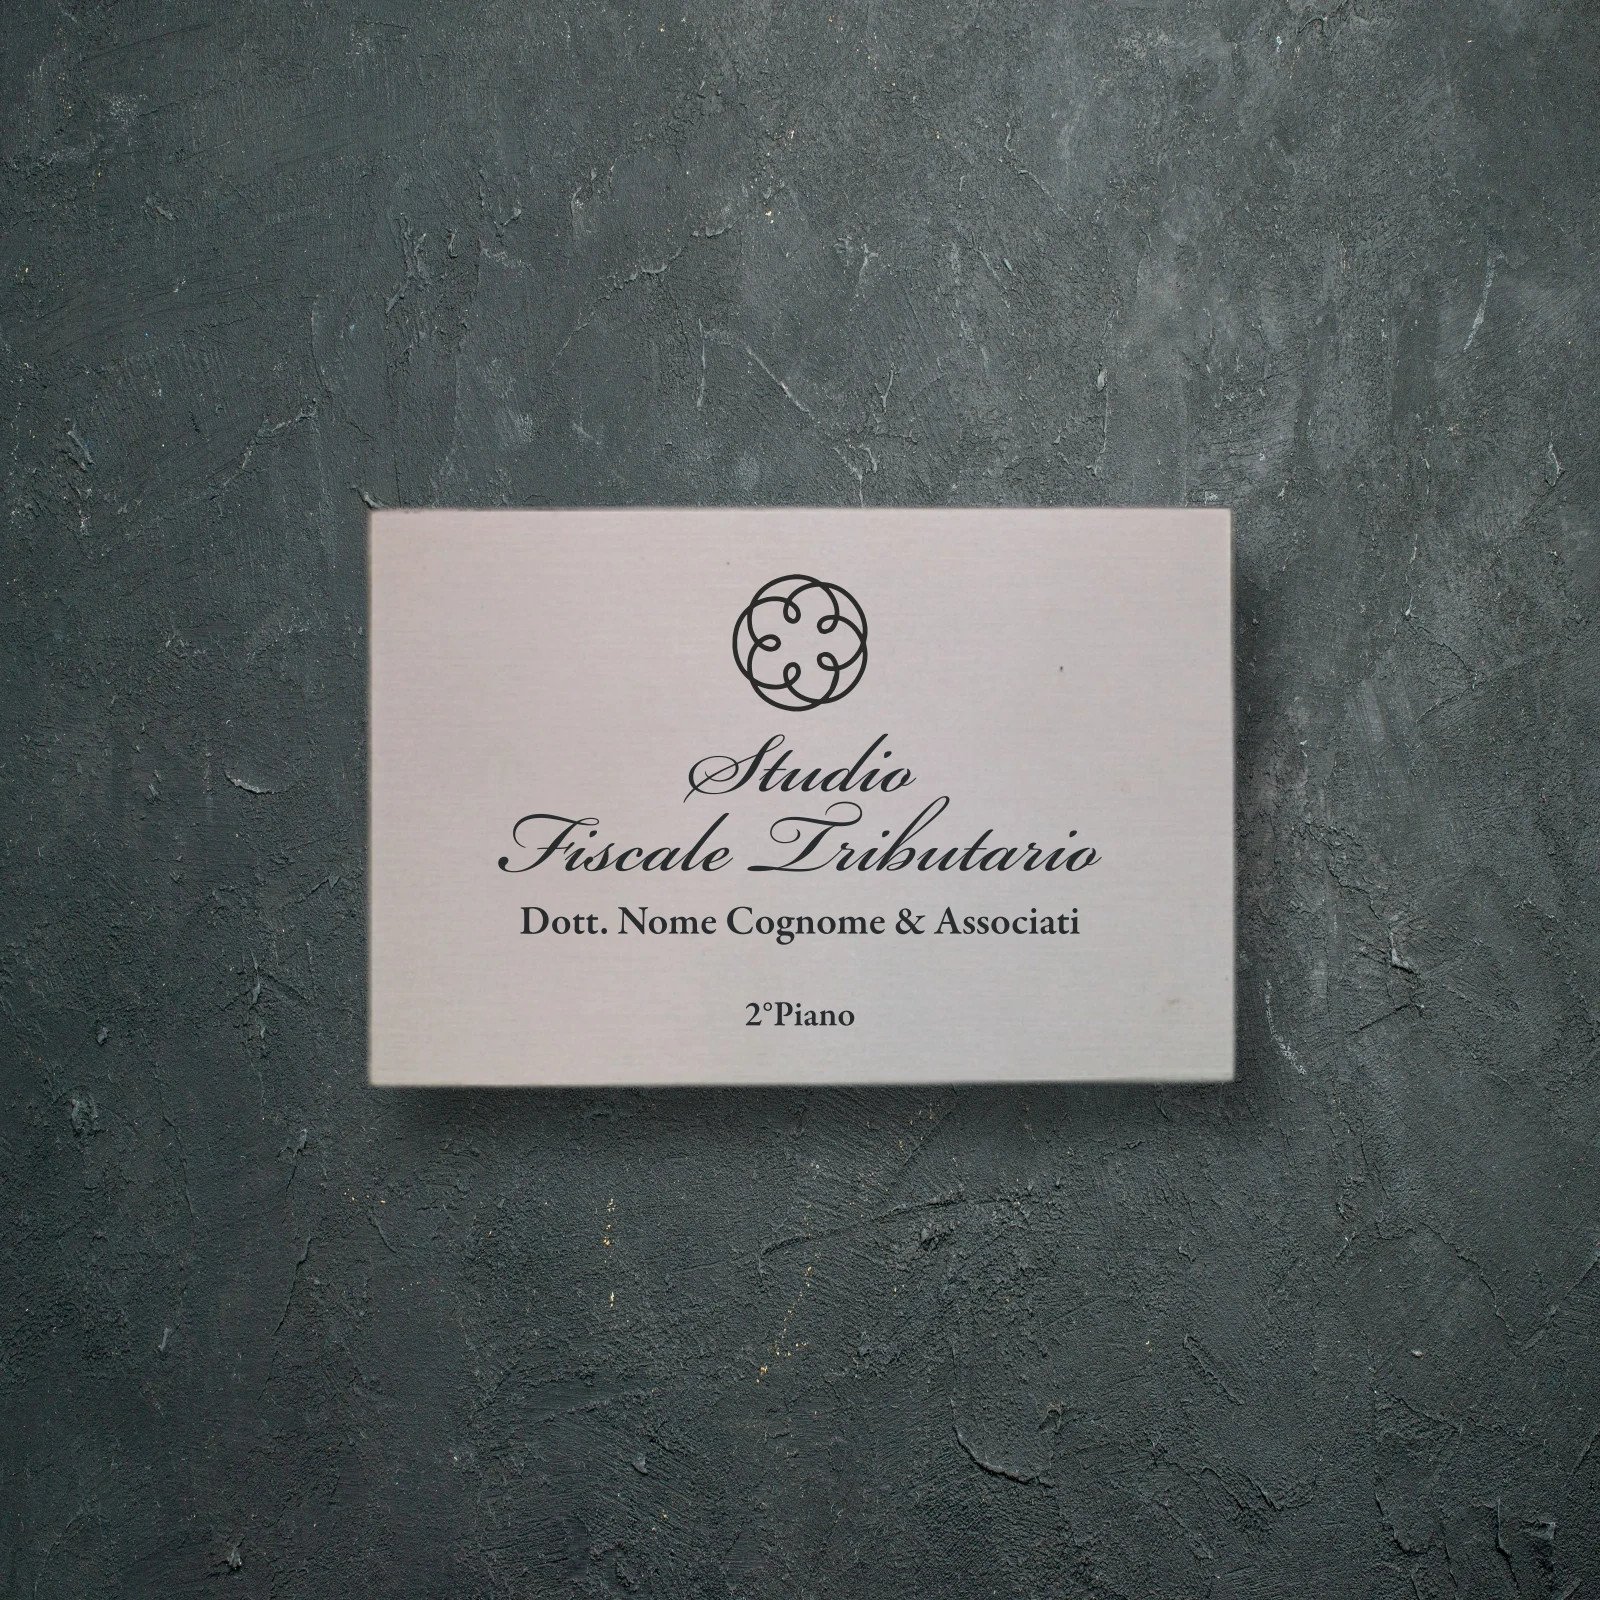 Studio
Fiscale Tributario
Dott. Nome Cognome & Associati
2°Piano